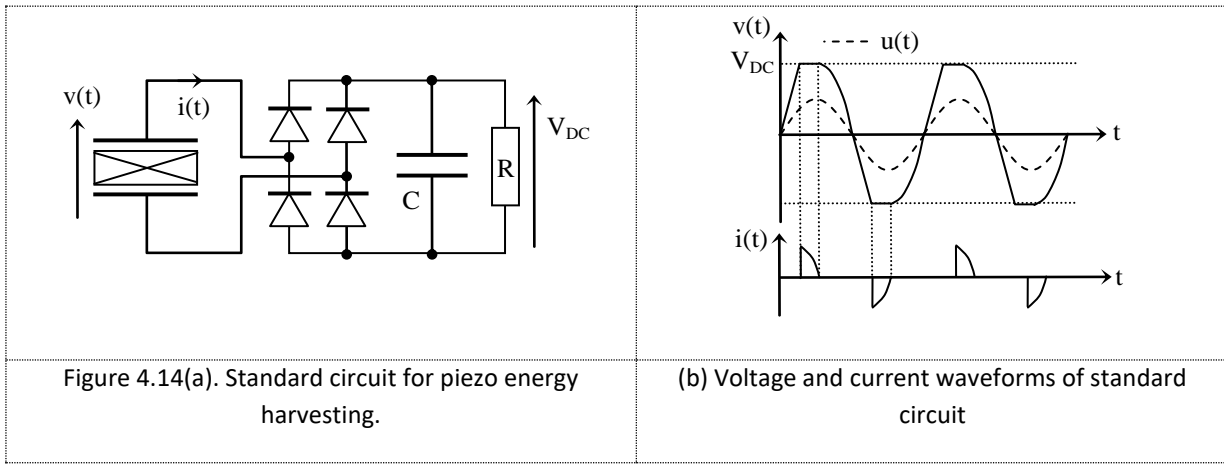 v(t)
i(t)
V_DC
C
R
v(t)
u(t)
V_DC
t
i(t)
t
Figure 4.14(a). Standard circuit for piezo energy
harvesting.
(b) Voltage and current waveforms of standard
circuit